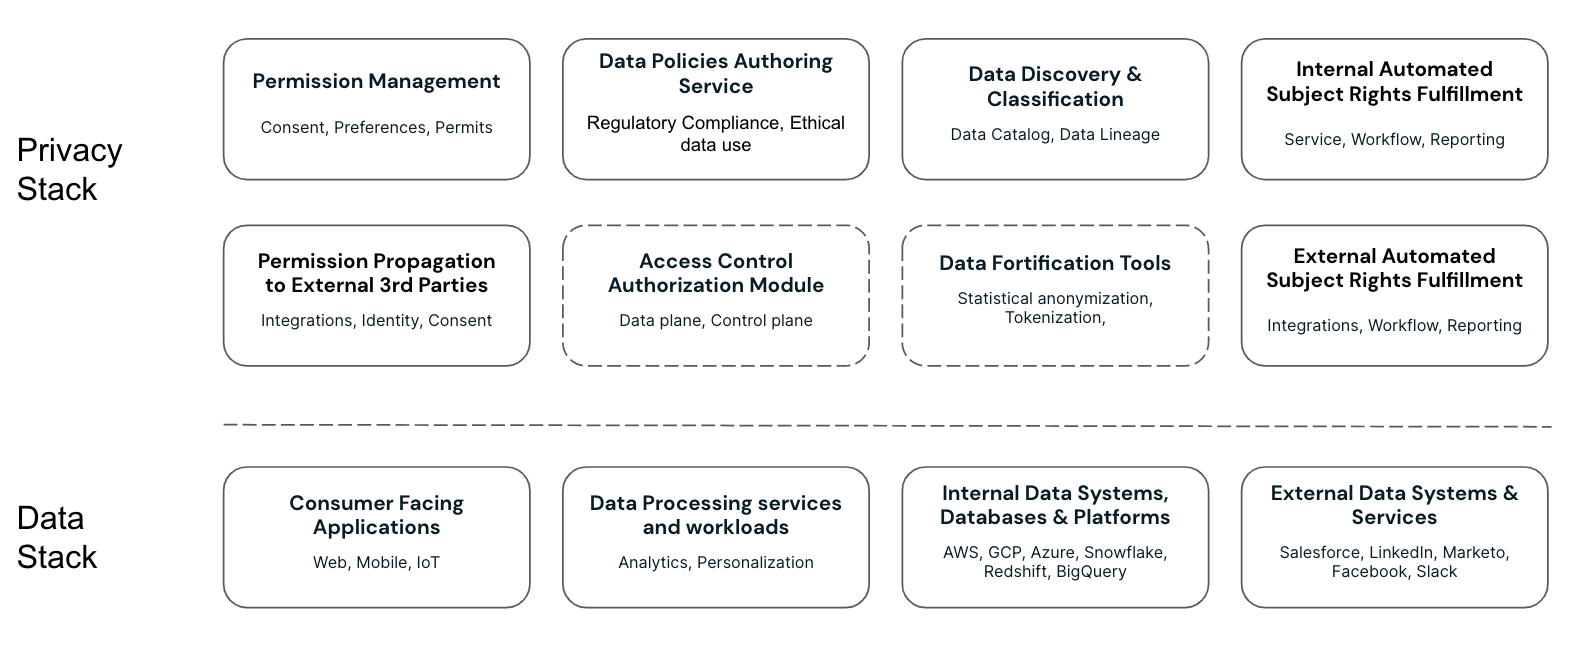 Privacy
Stack
Permission Management
Consent, Preferences, Permits
Data Policies Authoring
Service
Regulatory Compliance, Ethical
data use
Data Discovery &
Classification
Data Catalog, Data Lineage
Internal Automated
Subject Rights Fulfillment
Service, Workflow, Reporting
Permission Propagation
to External 3rd Parties
Integrations, Identity, Consent
Access Control
Authorization Module
Data plane, Control plane
Data Fortification Tools
Statistical anonymization,
Tokenization,
External Automated
Subject Rights Fulfillment
Integrations, Workflow, Reporting
Data
Stack
Consumer Facing
Applications
Web, Mobile, IoT
Data Processing services
and workloads
Analytics, Personalization
Internal Data Systems,
Databases & Platforms
AWS, GCP, Azure, Snowflake,
Redshift, BigQuery
External Data Systems &
Services
Salesforce, LinkedIn, Marketo,
Facebook, Slack